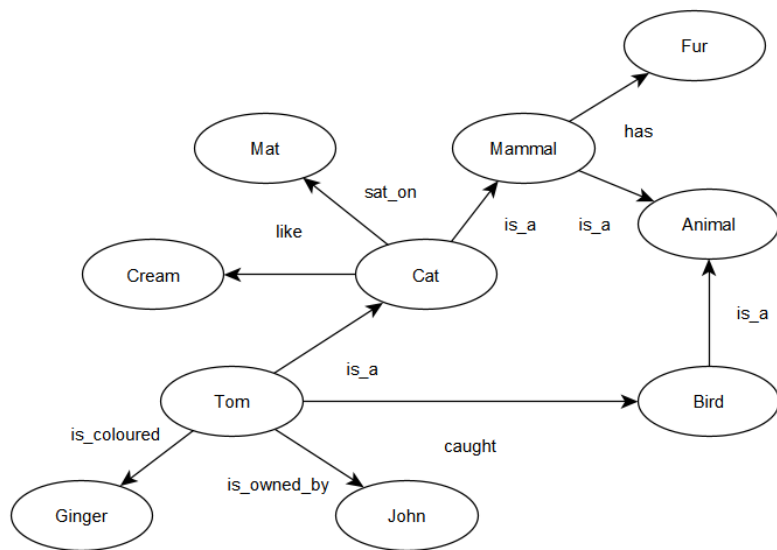 Fur
has
Mat
Mammal
sat_on
is_a
is_a
Animal
like
Cream
Cat
is_a
is_a
Tom
Bird
is_coloured
caught
is_owned_by
Ginger
John